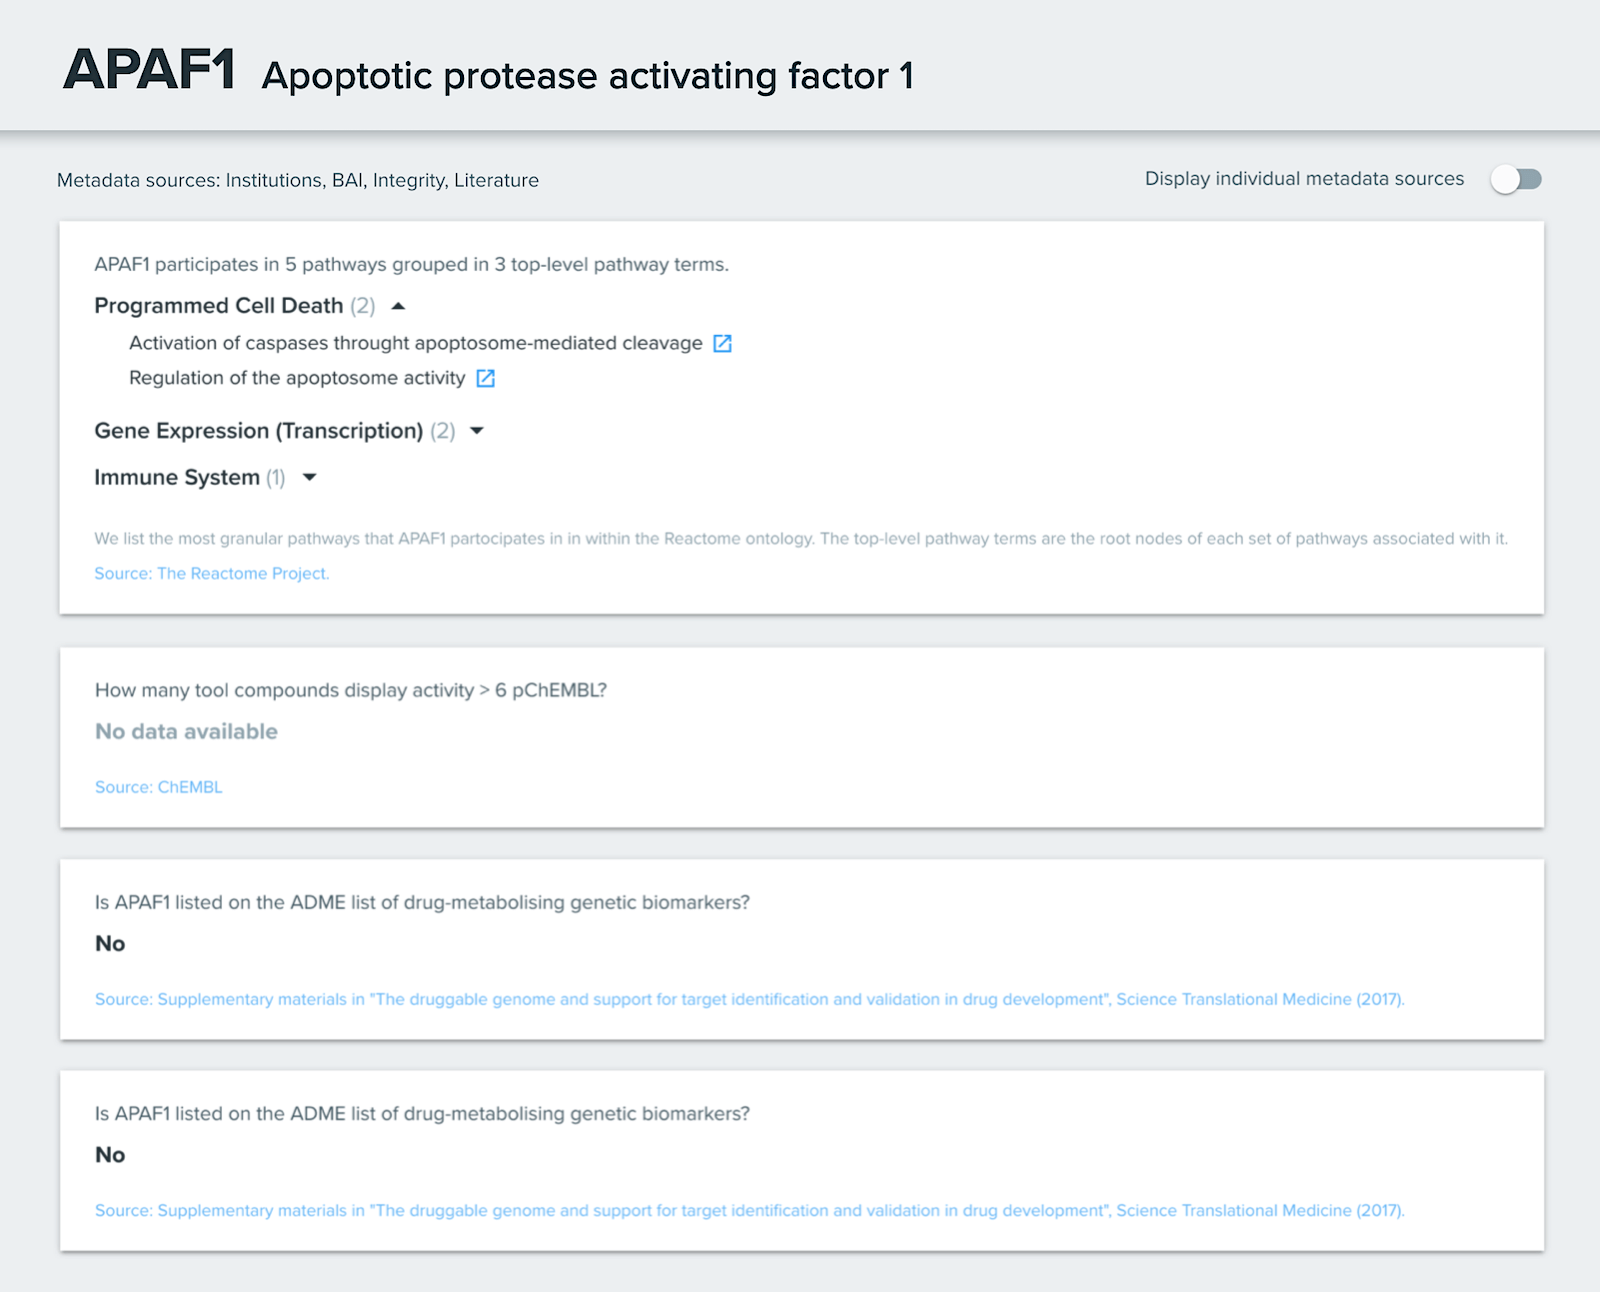 APAF1 Apoptotic protease activating factor 1
Metadata sources: Institutions, BAI, Integrity, Literature
Display individual metadata sources
APAF1 participates in 5 pathways grouped in 3 top-level pathway terms.
Programmed Cell Death (2)
Activation of caspases throught apoptosome-mediated cleavage
Regulation of the apoptosome activity
Gene Expression (Transcription) (2)
Immune System (1)
We list the most granular pathways that APAF1 partocipates in in within the Reactome ontology. The top-level pathway terms are the root nodes of each set of pathways associated with it.
Source: The Reactome Project.
How many tool compounds display activity > 6 pChEMBL?
No data available
Source: ChEMBL
Is APAF1 listed on the ADME list of drug-metabolising genetic biomarkers?
No
Source: Supplementary materials in "The druggable genome and support for target identification and validation in drug development", Science Translational Medicine (2017).
Is APAF1 listed on the ADME list of drug-metabolising genetic biomarkers?
No
Source: Supplementary materials in "The druggable genome and support for target identification and validation in drug development", Science Translational Medicine (2017).